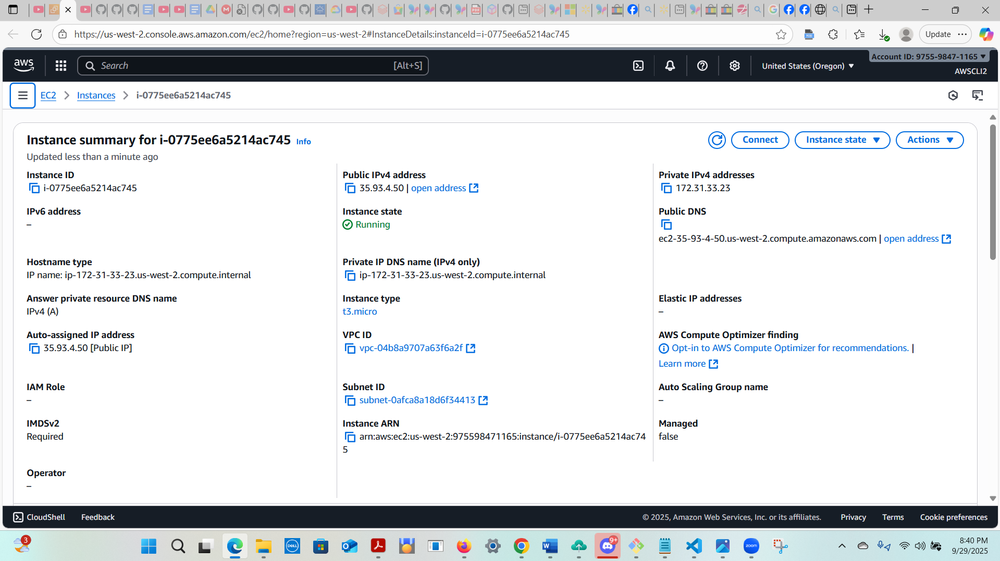 https://us-west-2.console.aws.amazon.com/ec2/home?region=us-west-2#InstanceDetails:instanceId=i-0775ee6a5214ac745
Update
aws
Search
[Alt+S]
United States (Oregon)
Account ID: 9755-9847-1165
AWSCLI2
EC2
Instances
i-0775ee6a5214ac745
Instance summary for i-0775ee6a5214ac745 Info
Updated less than a minute ago
Connect
Instance state
Actions
Instance ID
i-0775ee6a5214ac745
Public IPv4 address
35.93.4.50 | open address
Private IPv4 addresses
172.31.33.23
IPv6 address
–
Instance state
Running
Public DNS
ec2-35-93-4-50.us-west-2.compute.amazonaws.com | open address
Hostname type
IP name: ip-172-31-33-23.us-west-2.compute.internal
Private IP DNS name (IPv4 only)
ip-172-31-33-23.us-west-2.compute.internal
Answer private resource DNS name
IPv4 (A)
Instance type
t3.micro
Elastic IP addresses
–
Auto-assigned IP address
35.93.4.50 [Public IP]
VPC ID
vpc-04b8a9707a63f6a2f
AWS Compute Optimizer finding
Opt-in to AWS Compute Optimizer for recommendations. |
Learn more
IAM Role
–
Subnet ID
subnet-0afca8a18d6f34413
Auto Scaling Group name
–
IMDSv2
Required
Instance ARN
arn:aws:ec2:us-west-2:975598471165:instance/i-0775ee6a5214ac74
5
Managed
false
Operator
–
CloudShell
Feedback
© 2025, Amazon Web Services, Inc. or its affiliates.
Privacy
Terms
Cookie preferences
3
DELL
9+
zoom
8:40 PM
9/29/2025